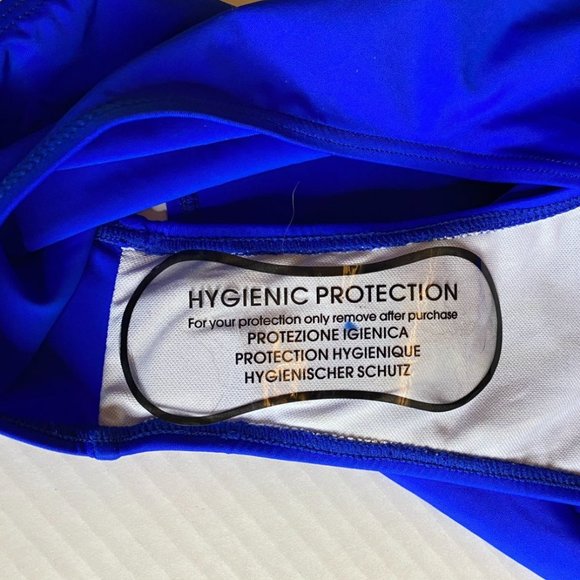 HYGIENIC PROTECTION
For your protection only remove after purchase
PROTEZIONE IGIENICA
PROTECTION HYGIENIQUE
HYGIENISCHER SCHUTZ